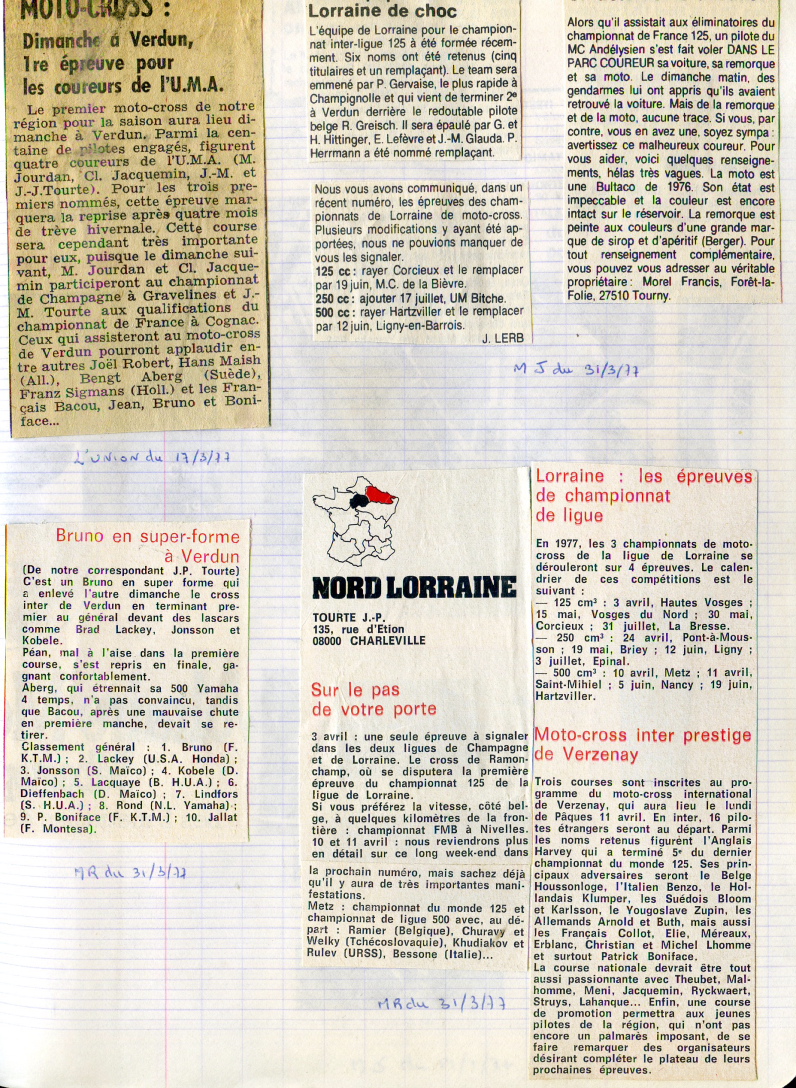 MOTO-CROSS :
Dimanche à Verdun,
1re épreuve pour
les coureurs de l'U.M.A.
Le premier moto-cross de notre
région pour la saison aura lieu di-
manche à Verdun. Parmi la cen-
taine de pilotes engagés, figurent
quatre coureurs de l'U.M.A. (M.
Jourdan, Cl. Jacquemin, J.-M. et
J.-J.Tourte). Pour les trois pre-
miers nommés, cette épreuve mar-
quera la reprise après quatre mois
de trève hivernale. Cette course
sera cependant très importante
pour eux, puisque le dimanche sui-
vant, M. Jourdan et Cl. Jacque-
min participeront au championnat
de Champagne à Gravelines et J.-
M. Tourte aux qualifications du
championnat de France à Cognac.
Ceux qui assisteront au moto-cross
de Verdun pourront applaudir en-
tre autres Joël Robert, Hans Maish
(All.), Bengt Aberg (Suède),
Franz Sigmans (Holl.) et les Fran-
çais Bacou, Jean, Bruno et Boni-
face...
L'UNION du 17/3/77
Lorraine de choc
L'équipe de Lorraine pour le champion-
nat inter-ligue 125 à été formée récem-
ment. Six noms ont été retenus (cinq
titulaires et un remplaçant). Le team sera
emmené par P. Gervaise, le plus rapide à
Champignolle et qui vient de terminer 2e
à Verdun derrière le redoutable pilote
belge R. Greisch. Il sera épaulé par G. et
H. Hittinger, E. Lefèvre et J.-M. Glauda. P.
Herrmann a été nommé remplaçant.
Nous vous avons communiqué, dans un
récent numéro, les épreuves des cham-
pionnats de Lorraine de moto-cross.
Plusieurs modifications y ayant été ap-
portées, nous ne pouvions manquer de
vous les signaler.
125 cc : rayer Corcieux et le remplacer
par 19 juin, M.C. de la Bièvre.
250 cc : ajouter 17 juillet, UM Bitche.
500 cc : rayer Hartzviller et le remplacer
par 12 juin, Ligny-en-Barrois.
J. LERB
Alors qu'il assistait aux éliminatoires du
championnat de France 125, un pilote du
MC Andélysien s'est fait voler DANS LE
PARC COUREUR sa voiture, sa remorque
et sa moto. Le dimanche matin, des
gendarmes lui ont appris qu'ils avaient
retrouvé la voiture. Mais de la remorque
et de la moto, aucune trace. Si vous, par
contre, vous en avez une, soyez sympa :
avertissez ce malheureux coureur. Pour
vous aider, voici quelques renseigne-
ments, hélas très vagues. La moto est
une Bultaco de 1976. Son état est
impeccable et la couleur est encore
intact sur le réservoir. La remorque est
peinte aux couleurs d'une grande mar-
que de sirop et d'apéritif (Berger). Pour
tout renseignement complémentaire,
vous pouvez vous adresser au véritable
propriétaire : Morel Francis, Forêt-la-
Folie, 27510 Tourny.
M J du 31/3/77
Bruno en super-forme
à Verdun
(De notre correspondant J.P. Tourte)
C'est un Bruno en super forme qui
a enlevé l'autre dimanche le cross
inter de Verdun en terminant pre-
mier au général devant des lascars
comme Brad Lackey, Jonsson et
Kobele.
Péan, mal à l'aise dans la première
course, s'est repris en finale, ga-
gnant confortablement.
Aberg, qui étrennait sa 500 Yamaha
4 temps, n'a pas convaincu, tandis
que Bacou, après une mauvaise chute
en première manche, devait se re-
tirer.
Classement général : 1. Bruno (F.
K.T.M.) ; 2. Lackey (U.S.A. Honda) ;
3. Jonsson (S. Maïco) ; 4. Kobele (D.
Maico) ; 5. Lacquaye (B. H.U.A.) ; 6.
Dieffenbach (D. Maïco) ; 7. Lindfors
(S. H.U.A.) ; 8. Rond (N.L. Yamaha) ;
9. P. Boniface (F. K.T.M.) ; 10. Jallat
(F. Montesa).
MR du 31/3/77
NORD LORRAINE
TOURTE J.-P.
135, rue d'Etion
08000 CHARLEVILLE
Sur le pas
de votre porte
3 avril : une seule épreuve à signaler
dans les deux ligues de Champagne
et de Lorraine. Le cross de Ramon-
champ, où se disputera la première
épreuve du championnat 125 de la
ligue de Lorraine.
Si vous préférez la vitesse, côté bel-
ge, à quelques kilomètres de la fron-
tière : championnat FMB à Nivelles.
10 et 11 avril : nous reviendrons plus
en détail sur ce long week-end dans
la prochain numéro, mais sachez déjà
qu'il y aura de très importantes mani-
festations.
Metz : championnat du monde 125 et
championnat de ligue 500 avec, au dé-
part : Ramier (Belgique), Churavy et
Welky (Tchécoslovaquie), Khudiakov et
Rulev (URSS), Bessone (Italie)...
MR du 31/3/77
Lorraine : les épreuves
de championnat
de ligue
En 1977, les 3 championnats de moto-
cross de la ligue de Lorraine se
dérouleront sur 4 épreuves. Le calen-
drier de ces compétitions est le
suivant :
— 125 cm³ : 3 avril, Hautes Vosges ;
15 mai, Vosges du Nord ; 30 mai,
Corcieux ; 31 juillet, La Bresse.
— 250 cm³ : 24 avril, Pont-à-Mous-
son ; 19 mai, Briey ; 12 juin, Ligny ;
3 juillet, Epinal.
— 500 cm³ : 10 avril, Metz ; 11 avril,
Saint-Mihiel ; 5 juin, Nancy ; 19 juin,
Hartzviller.
Moto-cross inter prestige
de Verzenay
Trois courses sont inscrites au pro-
gramme du moto-cross international
de Verzenay, qui aura lieu le lundi
de Pâques 11 avril. En inter, 16 pilo-
tes étrangers seront au départ. Parmi
les noms retenus figurent l'Anglais
Harvey qui a terminé 5e du dernier
championnat du monde 125. Ses prin-
cipaux adversaires seront le Belge
Houssonloge, l'Italien Benzo, le Hol-
landais Klumper, les Suédois Bloom
et Karlsson, le Yougoslave Zupin, les
Allemands Arnold et Buth, mais aussi
les Français Collot, Elie, Méreaux,
Erblanc, Christian et Michel Lhomme
et surtout Patrick Boniface.
La course nationale devrait être tout
aussi passionnante avec Theubet, Mal-
homme, Meni, Jacquemin, Ryckwaert,
Struys, Lahanque... Enfin, une course
de promotion permettra aux jeunes
pilotes de la région, qui n'ont pas
encore un palmarès imposant, de se
faire remarquer des organisateurs
désirant compléter le plateau de leurs
prochaines épreuves.